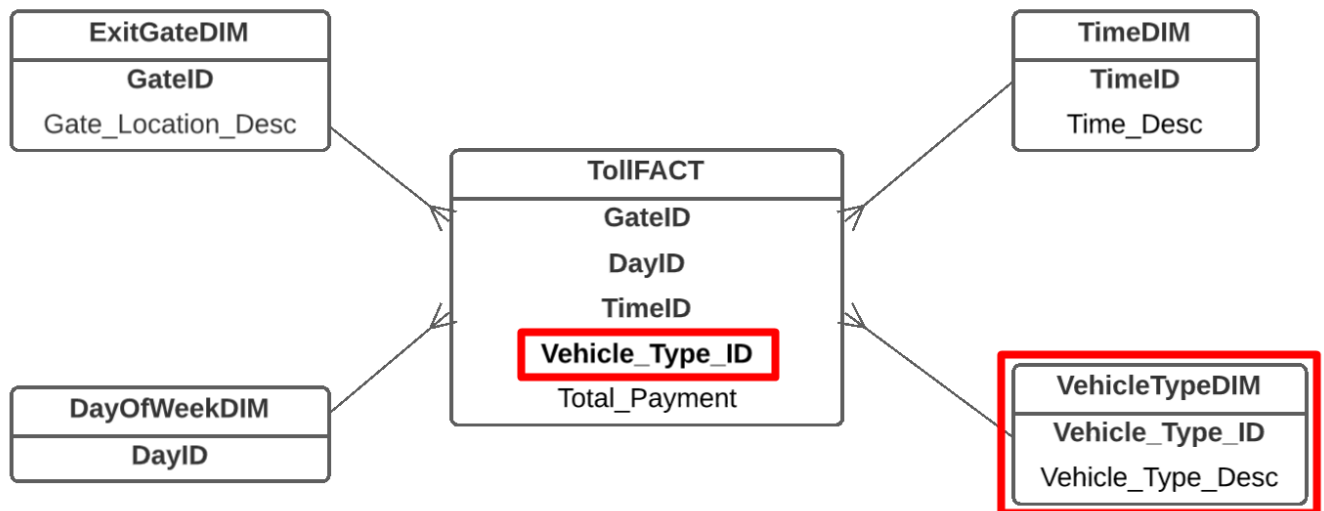 ExitGateDIM
GateID
Gate_Location_Desc
TimeDIM
TimeID
Time_Desc
TollFACT
GateID
DayID
TimeID
Vehicle_Type_ID
Total_Payment
DayOfWeekDIM
DayID
VehicleTypeDIM
Vehicle_Type_ID
Vehicle_Type_Desc